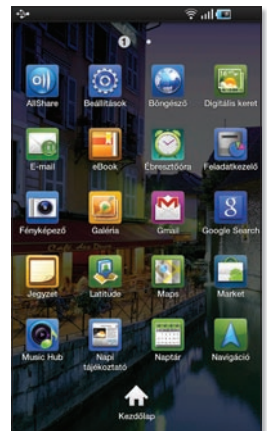 1
AllShare Beállítások Böngésző Digitális keret
E-mail eBook Ébresztőóra Feladatkezelő
Fényképező Galéria Gmail Google Search
Jegyzet Latitude Maps Market
Music Hub Napi tájékoztató Naptár Navigáció
Kezdőlap